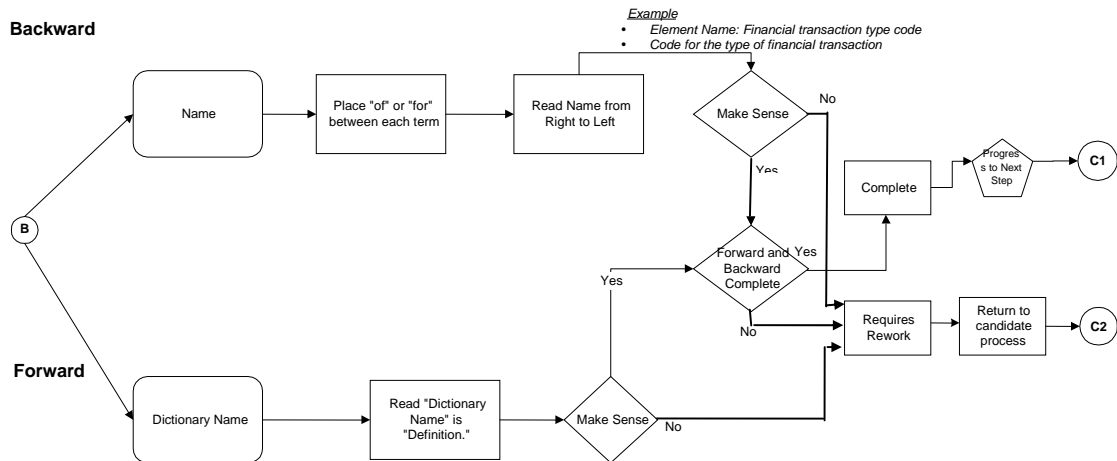 Example
• Element Name: Financial transaction type code
• Code for the type of financial transaction
Backward
Name
Place "of" or "for"
between each term
Read Name from
Right to Left
Make Sense
No
Yes
Complete
Progres
s to Next
Step
C1
B
Forward and
Backward
Complete
Yes
Yes
No
Requires
Rework
Return to
candidate
process
C2
Forward
Dictionary Name
Read "Dictionary
Name" is
"Definition."
Make Sense
No